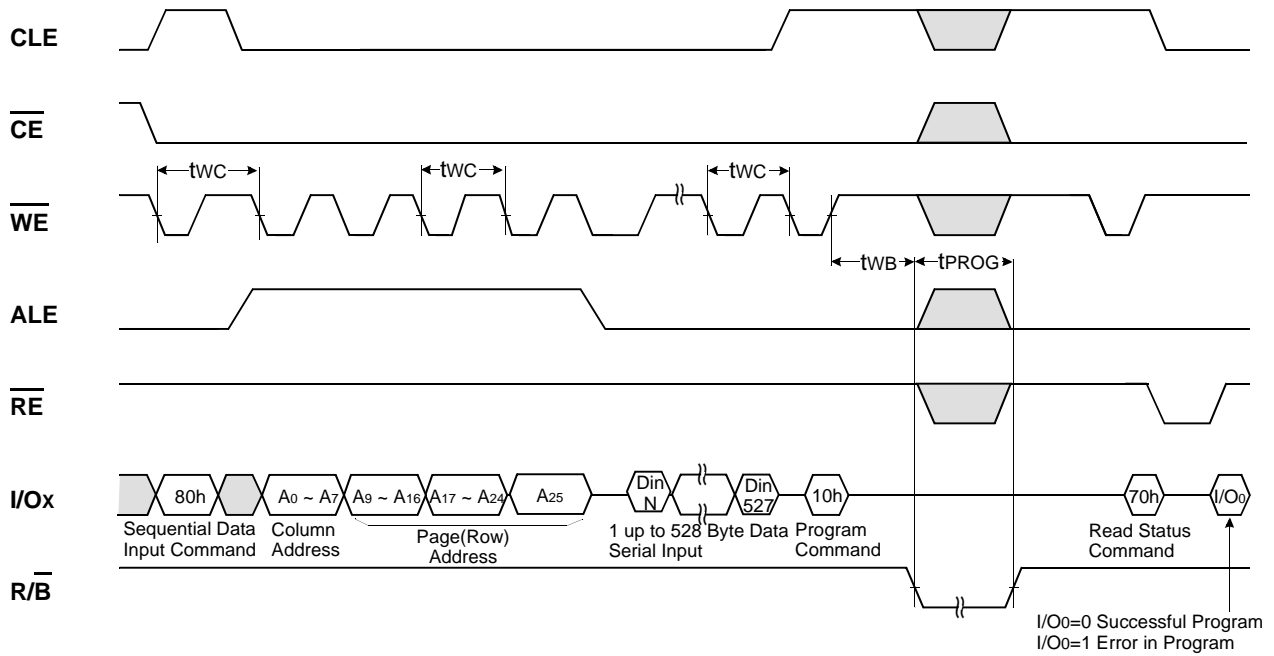 CLE
CE
tWC
tWC
tWC
WE
tWB
tPROG
ALE
RE
I/Ox
80h
A0 ~ A7
A9 ~ A16
A17 ~ A24
A25
Din
N
Din
527
10h
70h
I/O0
Sequential Data
Input Command
Column
Address
Page(Row)
Address
1 up to 528 Byte Data
Serial Input
Program
Command
Read Status
Command
R/B
I/O0=0 Successful Program
I/O0=1 Error in Program